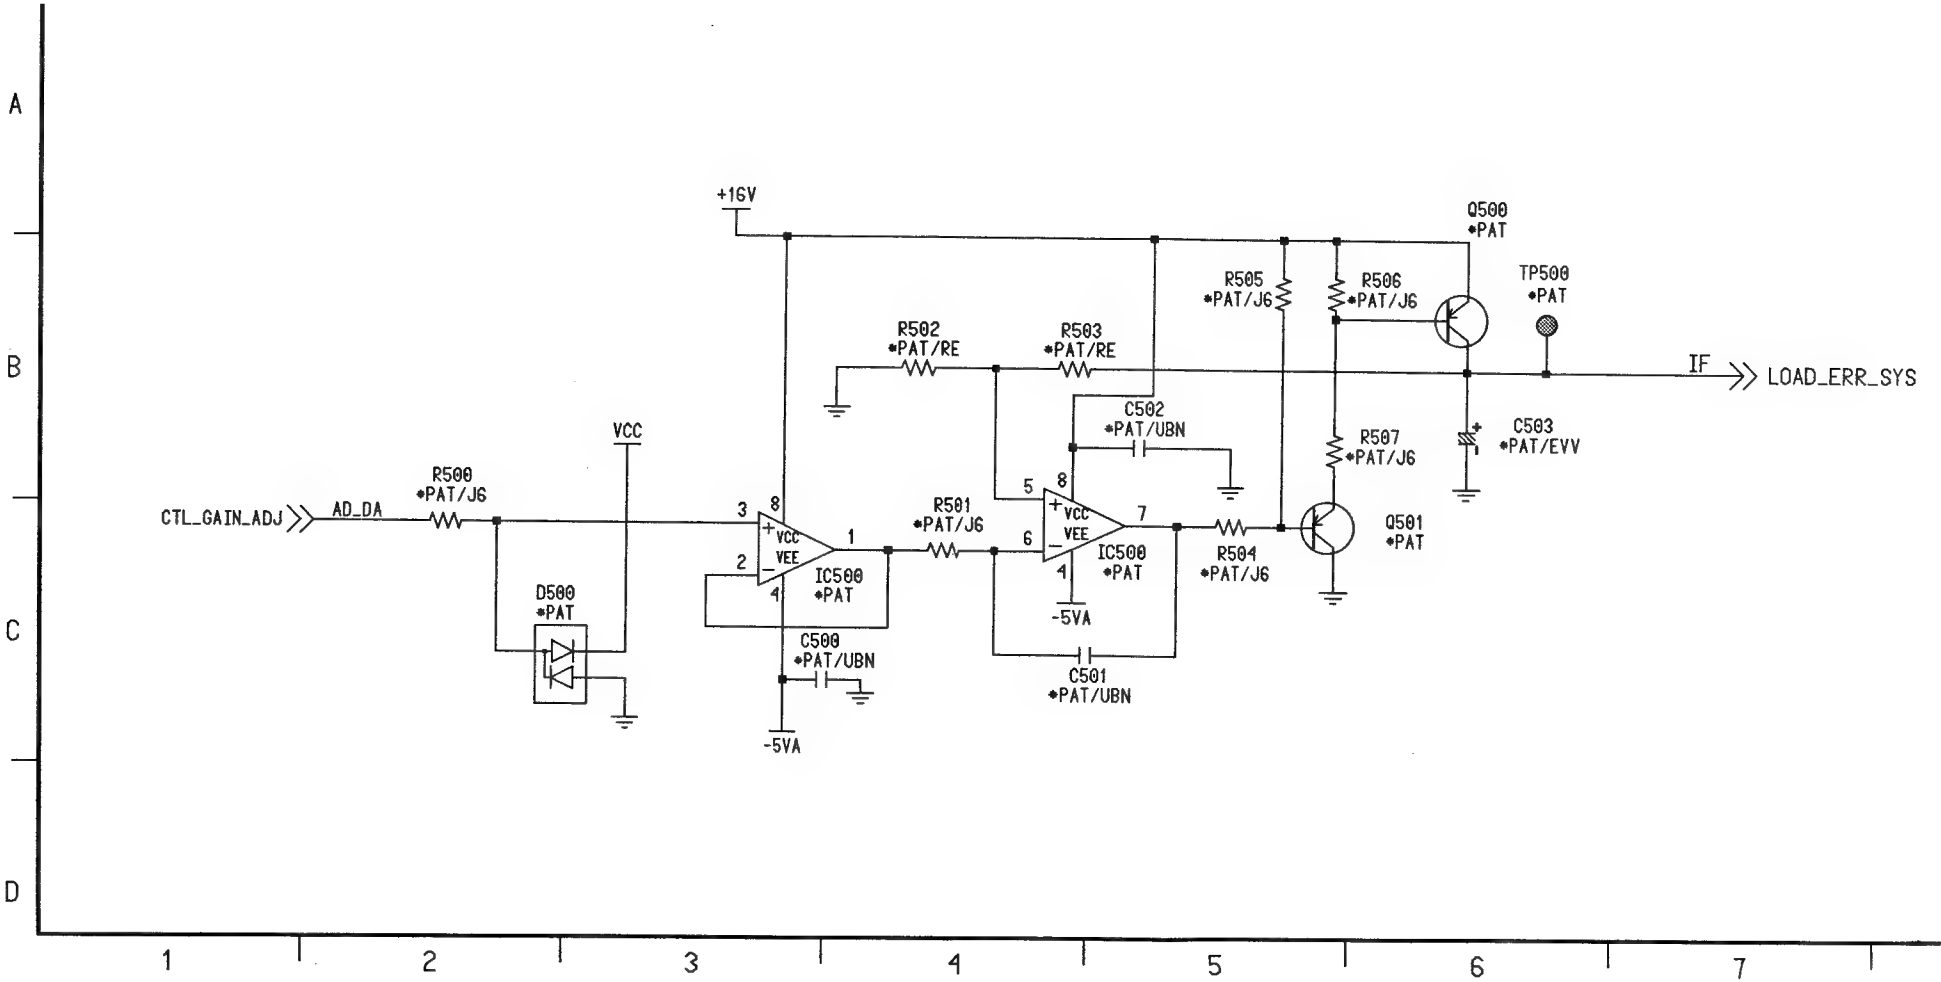 A
+16V
Q500
*PAT
R505
*PAT/J6
R506
*PAT/J6
TP500
*PAT
R502
*PAT/RE
R503
*PAT/RE
B
IF
LOAD_ERR_SYS
C502
*PAT/UBN
VCC
R507
*PAT/J6
C503
*PAT/EVV
+
-
R500
*PAT/J6
CTL_GAIN_ADJ
AD_DA
3
8
+
VCC
VEE
1
2
-
4
IC500
*PAT
R501
*PAT/J6
5
8
+
VCC
VEE
7
6
-
4
IC500
*PAT
-5VA
R504
*PAT/J6
Q501
*PAT
D500
*PAT
C
C500
*PAT/UBN
C501
*PAT/UBN
-5VA
D
1
2
3
4
5
6
7